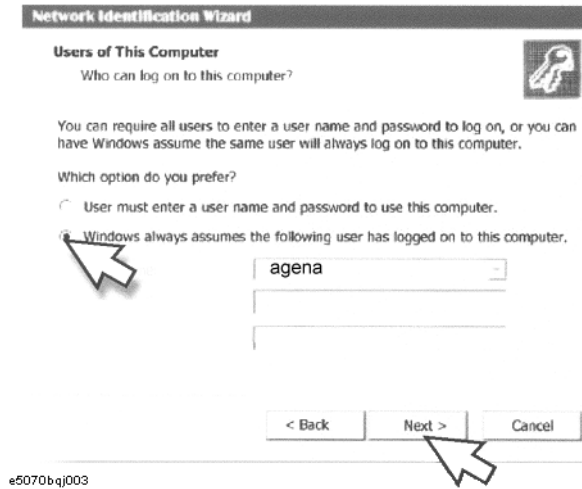 Network Identification Wizard
Users of This Computer
Who can log on to this computer?
You can require all users to enter a user name and password to log on, or you can
have Windows assume the same user will always log on to this computer.
Which option do you prefer?
User must enter a user name and password to use this computer.
Windows always assumes the following user has logged on to this computer.
agena
< Back Next > Cancel
e5070bqj003